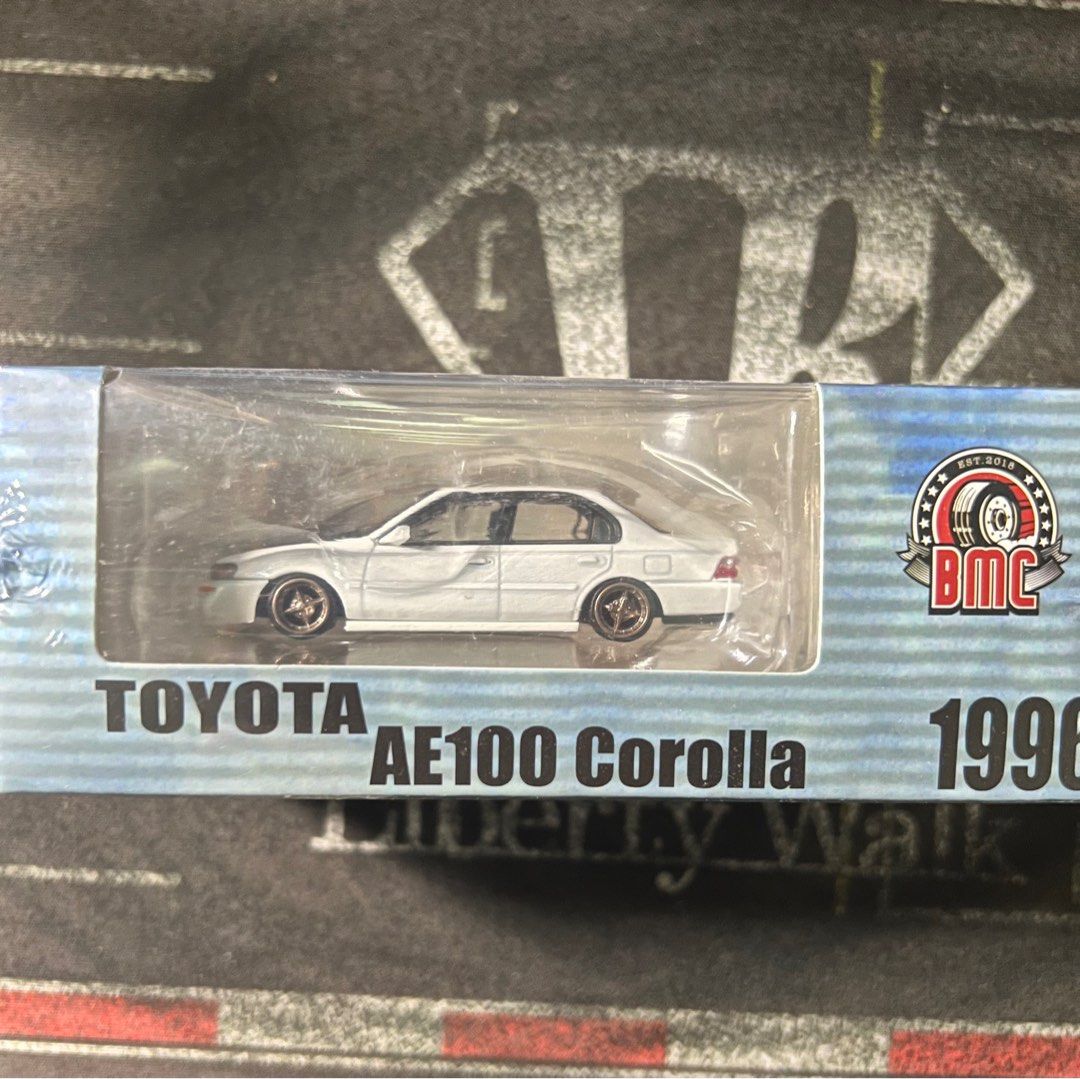 EST.2018
BMC
TOYOTA
AE100 Corolla
1996
Liberty Walk